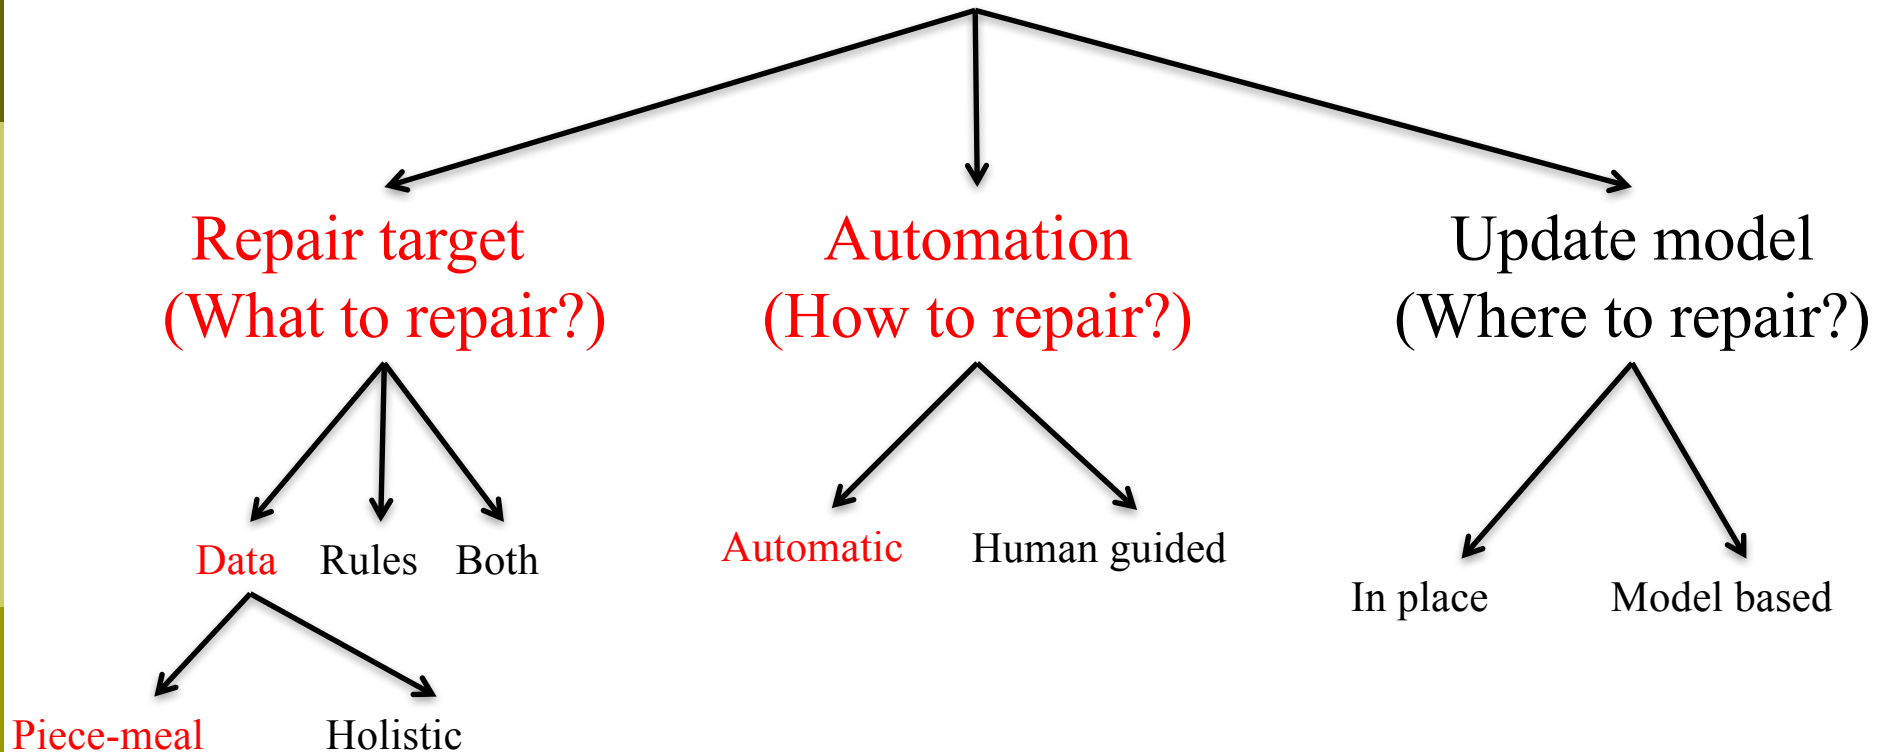 Repair target
(What to repair?)
Automation
(How to repair?)
Update model
(Where to repair?)
Data
Rules
Both
Automatic
Human guided
In place
Model based
Piece-meal
Holistic